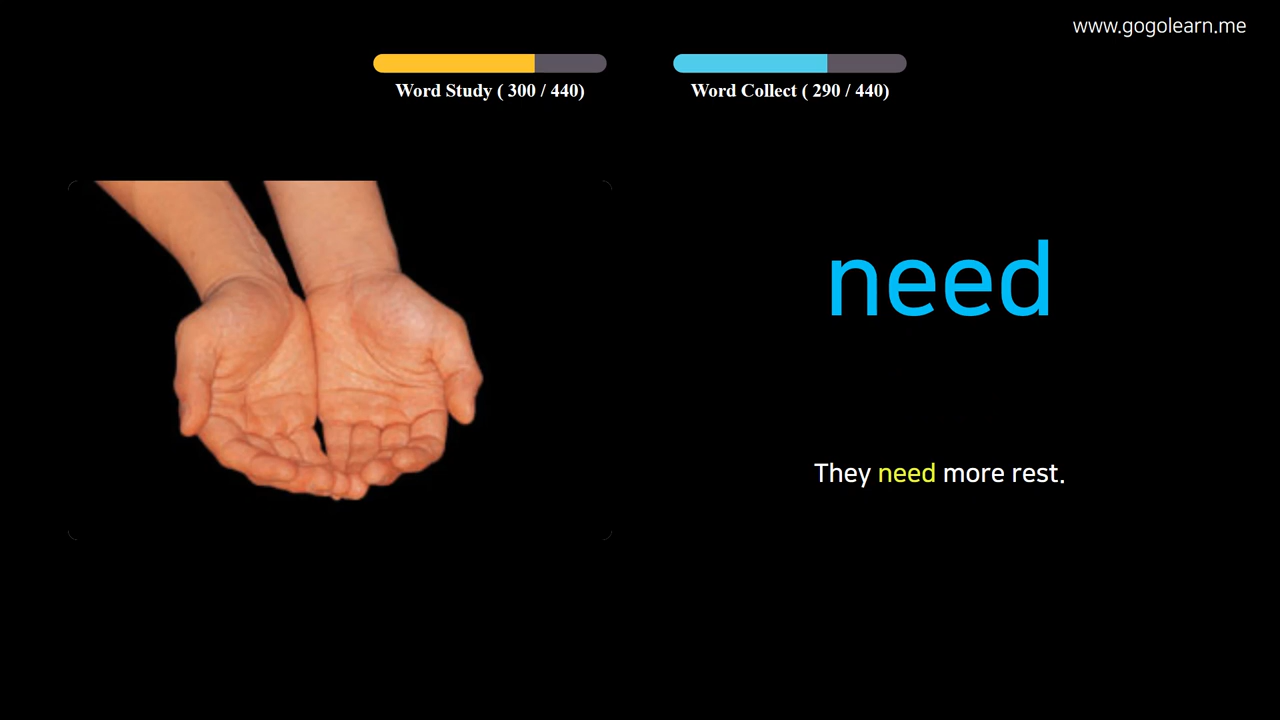 www.gogolearn.me
Word Study ( 300 / 440)
Word Collect ( 290 / 440)
need
They need more rest.